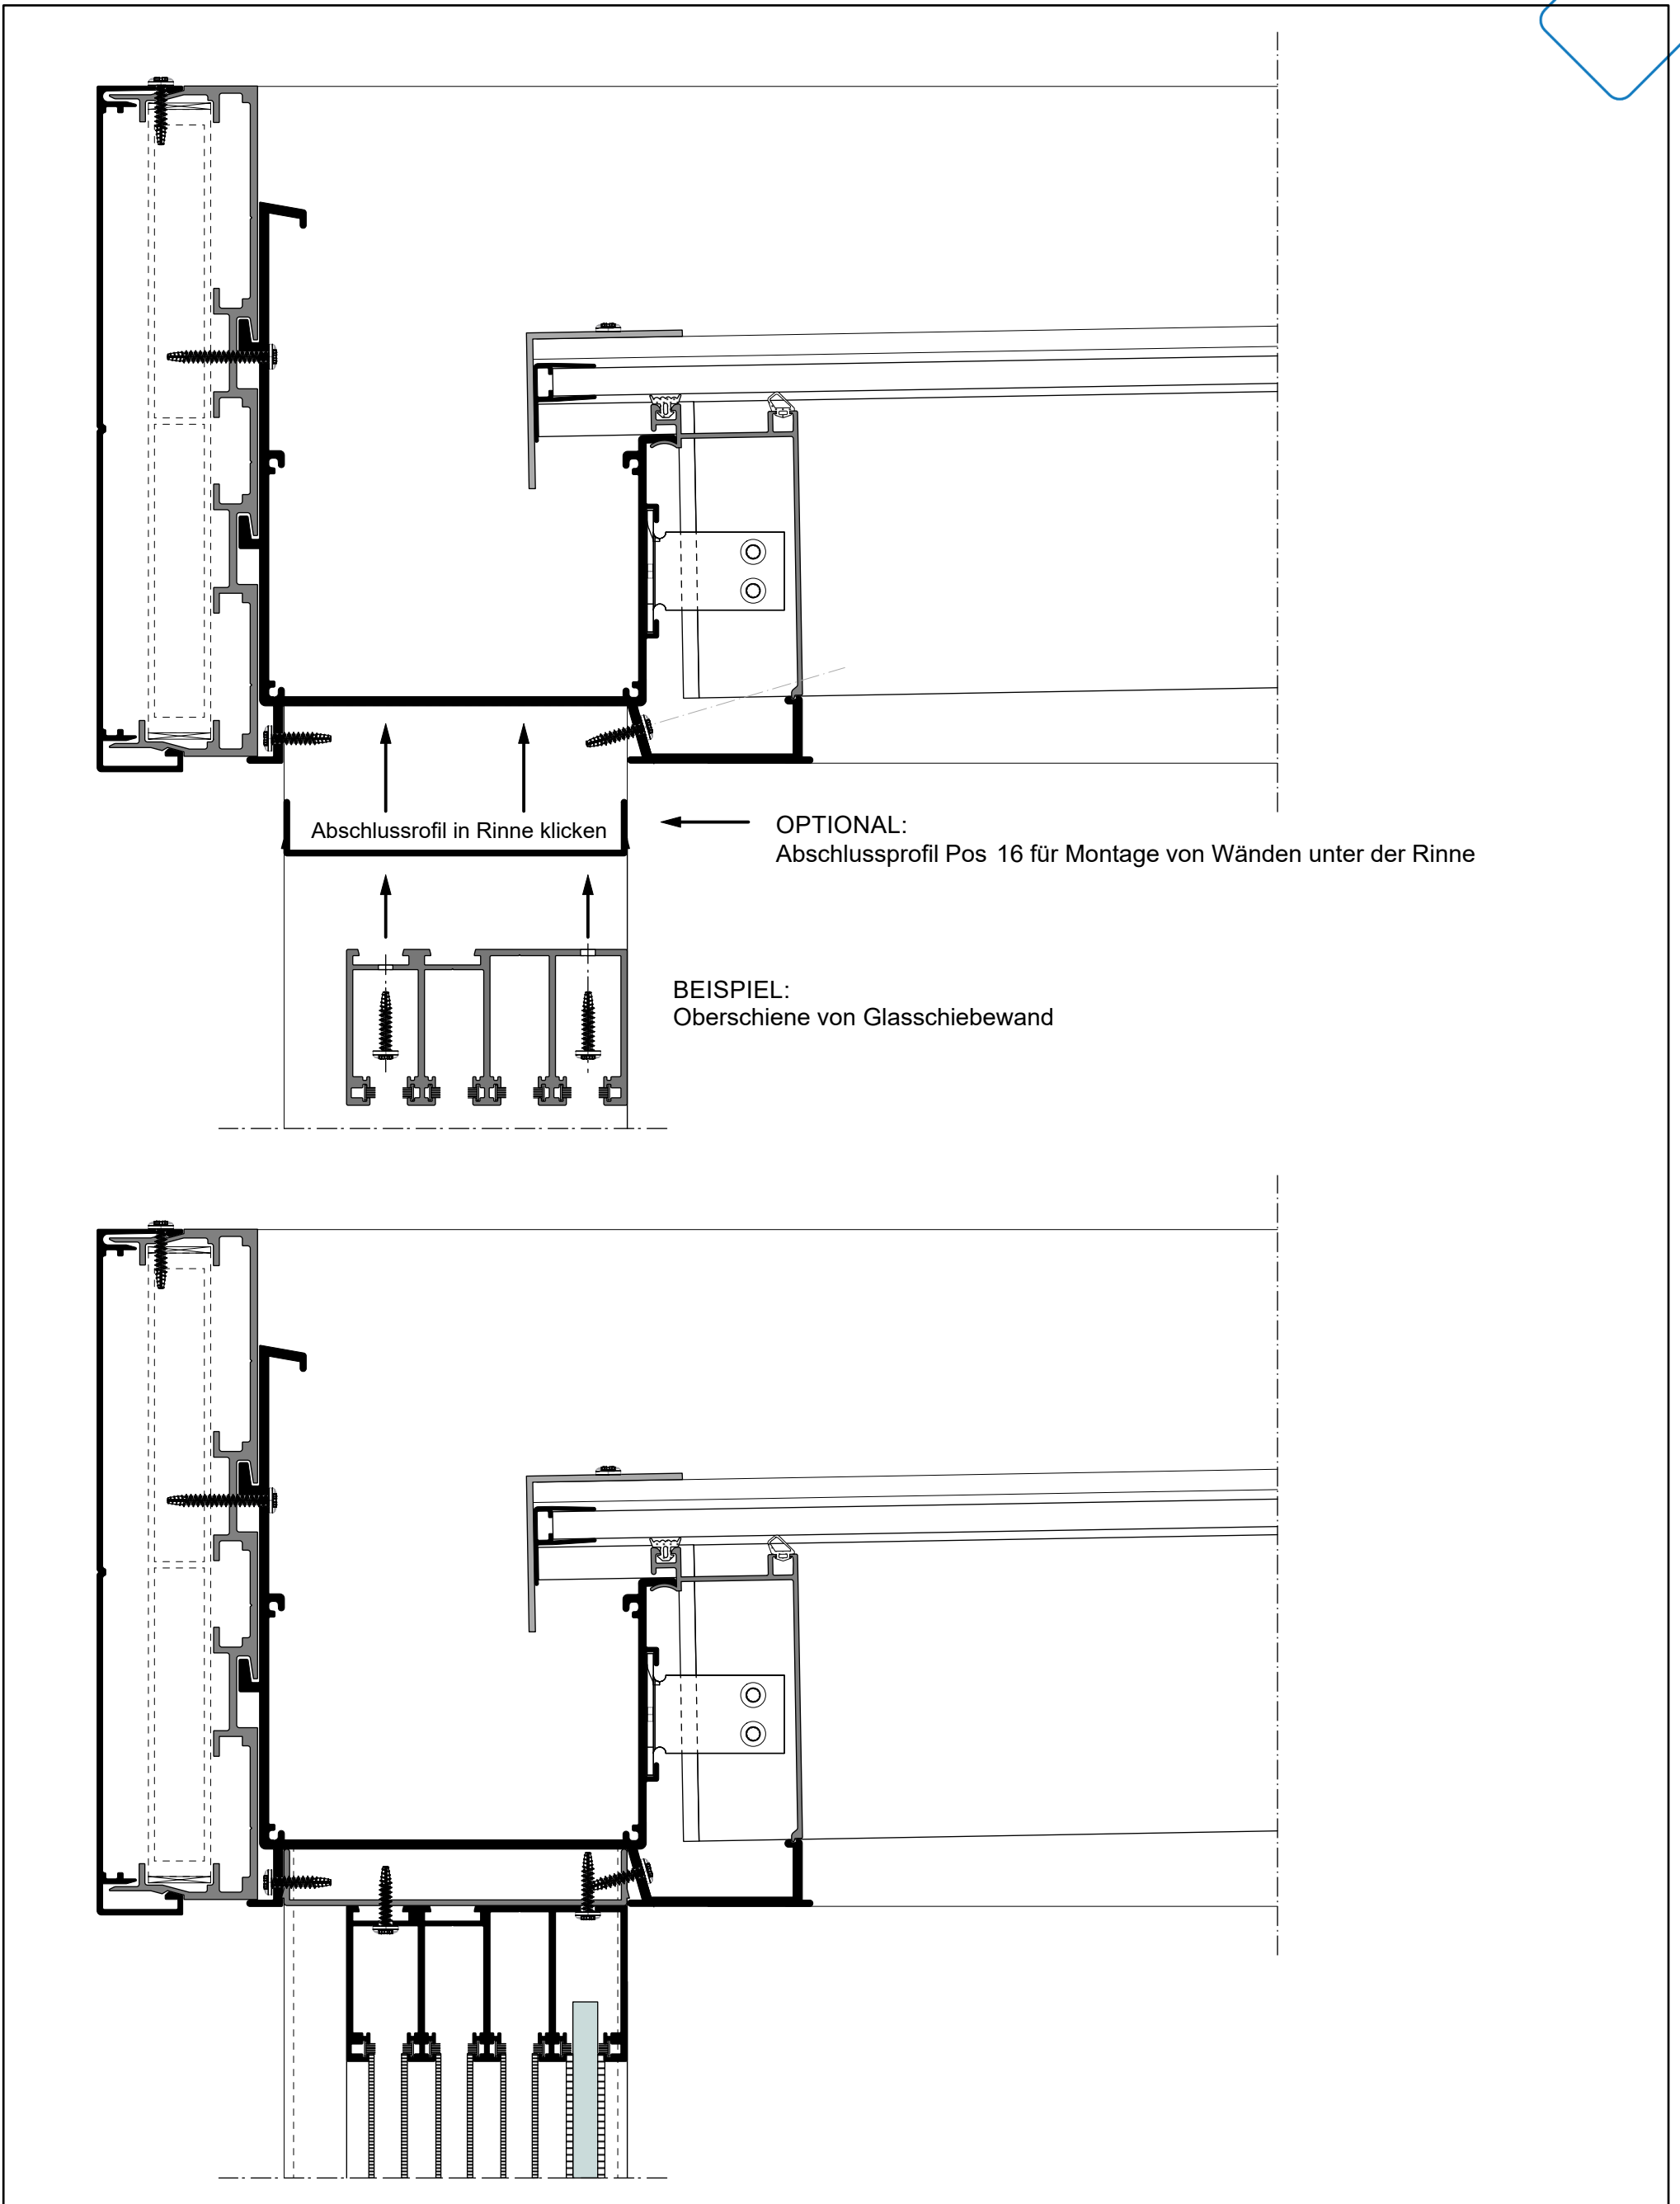 Abschlussrofil in Rinne klicken
OPTIONAL:
Abschlussprofil Pos 16 für Montage von Wänden unter der Rinne
BEISPIEL:
Oberschiene von Glasschiebewand